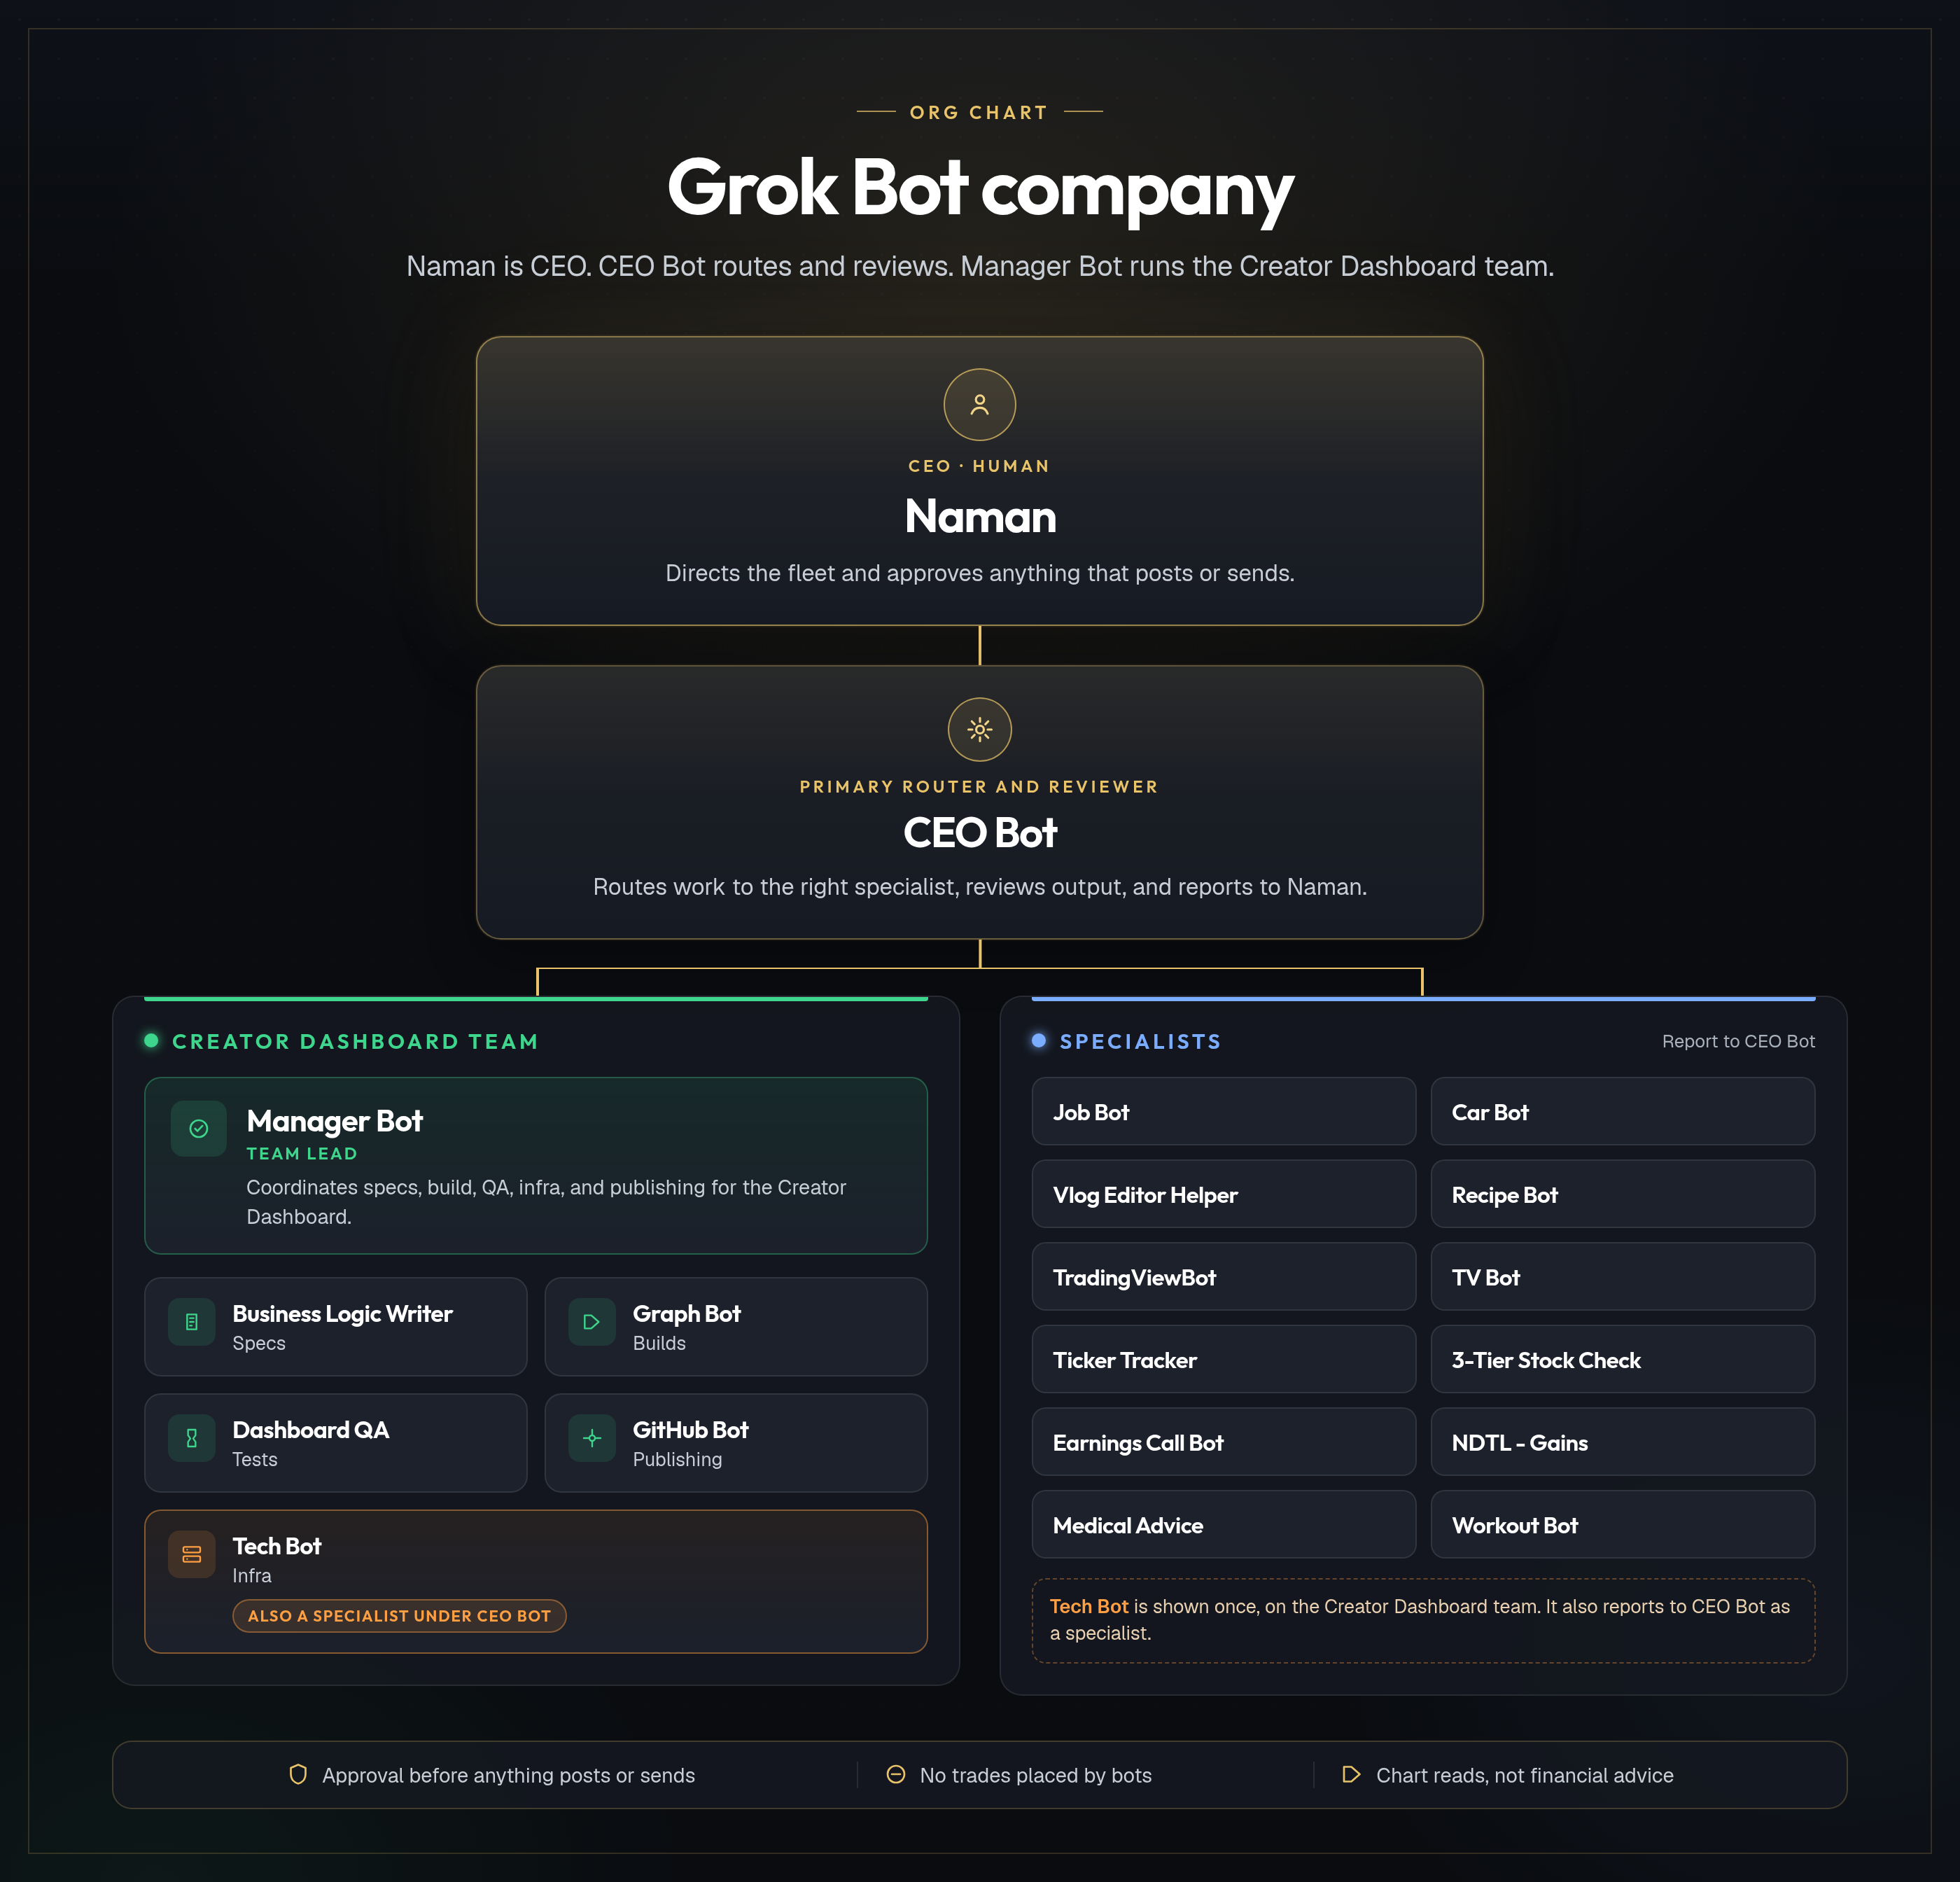 ORG CHART
Grok Bot company
Naman is CEO. CEO Bot routes and reviews. Manager Bot runs the Creator Dashboard team.
CEO · HUMAN
Naman
Directs the fleet and approves anything that posts or sends.
PRIMARY ROUTER AND REVIEWER
CEO Bot
Routes work to the right specialist, reviews output, and reports to Naman.
CREATOR DASHBOARD TEAM
Manager Bot
TEAM LEAD
Coordinates specs, build, QA, infra, and publishing for the Creator
Dashboard.
Business Logic Writer
Specs
Graph Bot
Builds
Dashboard QA
Tests
GitHub Bot
Publishing
Tech Bot
Infra
ALSO A SPECIALIST UNDER CEO BOT
SPECIALISTS
Report to CEO Bot
Job Bot
Car Bot
Vlog Editor Helper
Recipe Bot
TradingViewBot
TV Bot
Ticker Tracker
3-Tier Stock Check
Earnings Call Bot
NDTL - Gains
Medical Advice
Workout Bot
Tech Bot is shown once, on the Creator Dashboard team. It also reports to CEO Bot as
a specialist.
Approval before anything posts or sends
No trades placed by bots
Chart reads, not financial advice